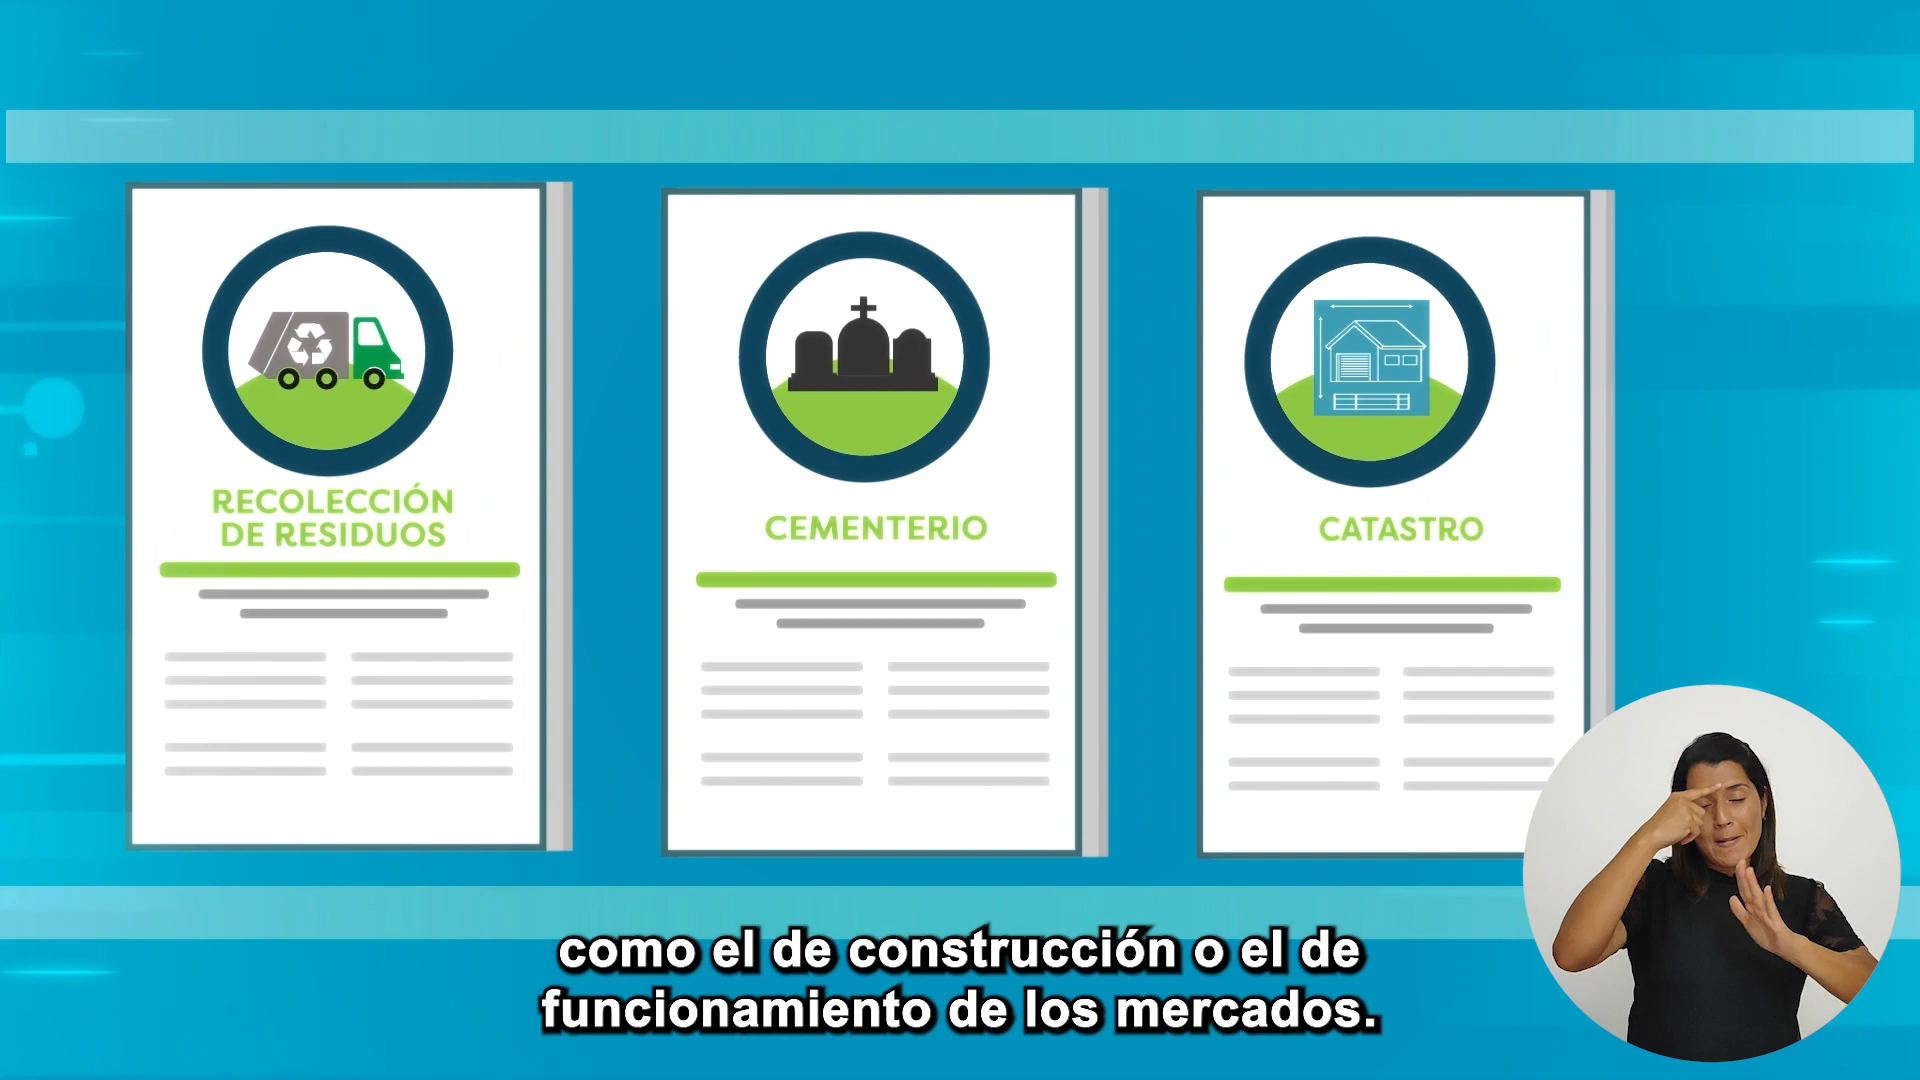 RECOLECCIÓN
DE RESIDUOS
CEMENTERIO
CATASTRO
como el de construcción o el de
funcionamiento de los mercados.